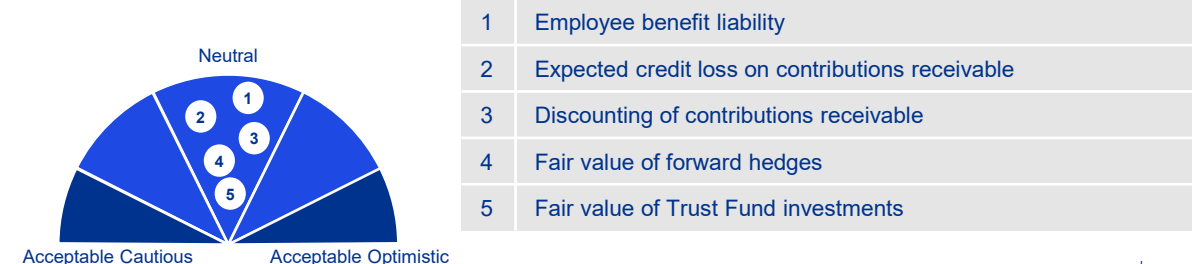 Neutral
1
2
3
4
5
Acceptable Cautious
Acceptable Optimistic
1 Employee benefit liability
2 Expected credit loss on contributions receivable
3 Discounting of contributions receivable
4 Fair value of forward hedges
5 Fair value of Trust Fund investments